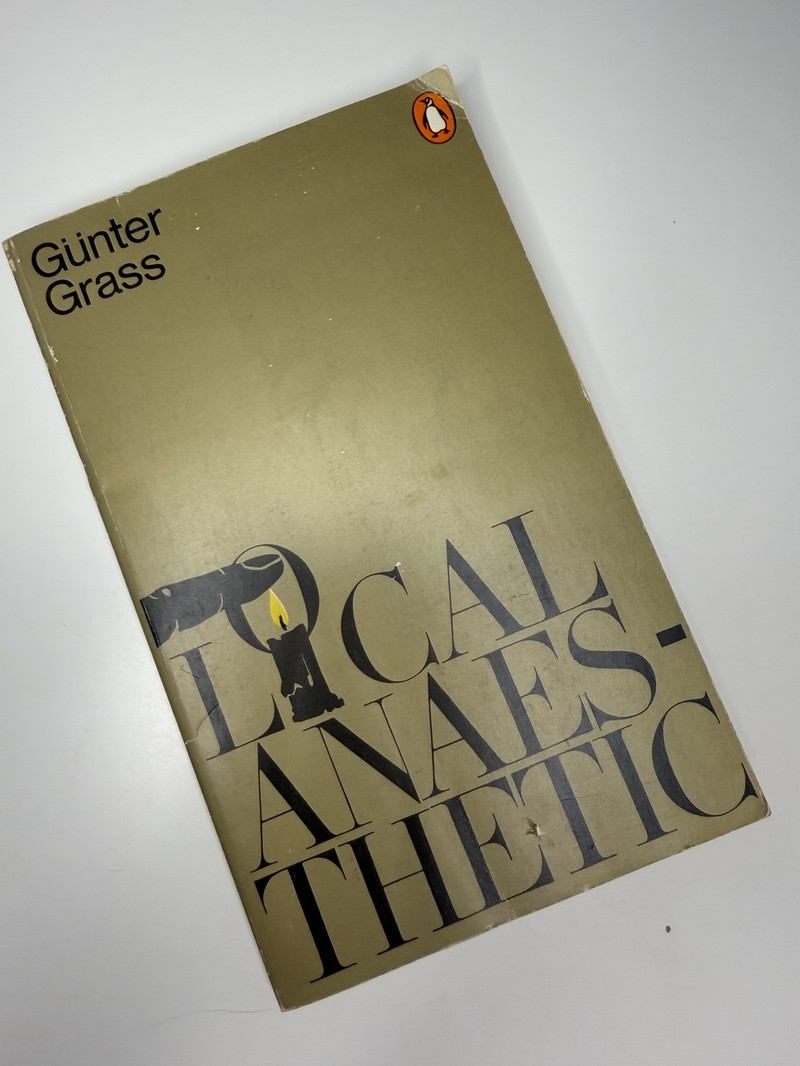 Günter
Grass
LOCAL
ANAES-
THETIC